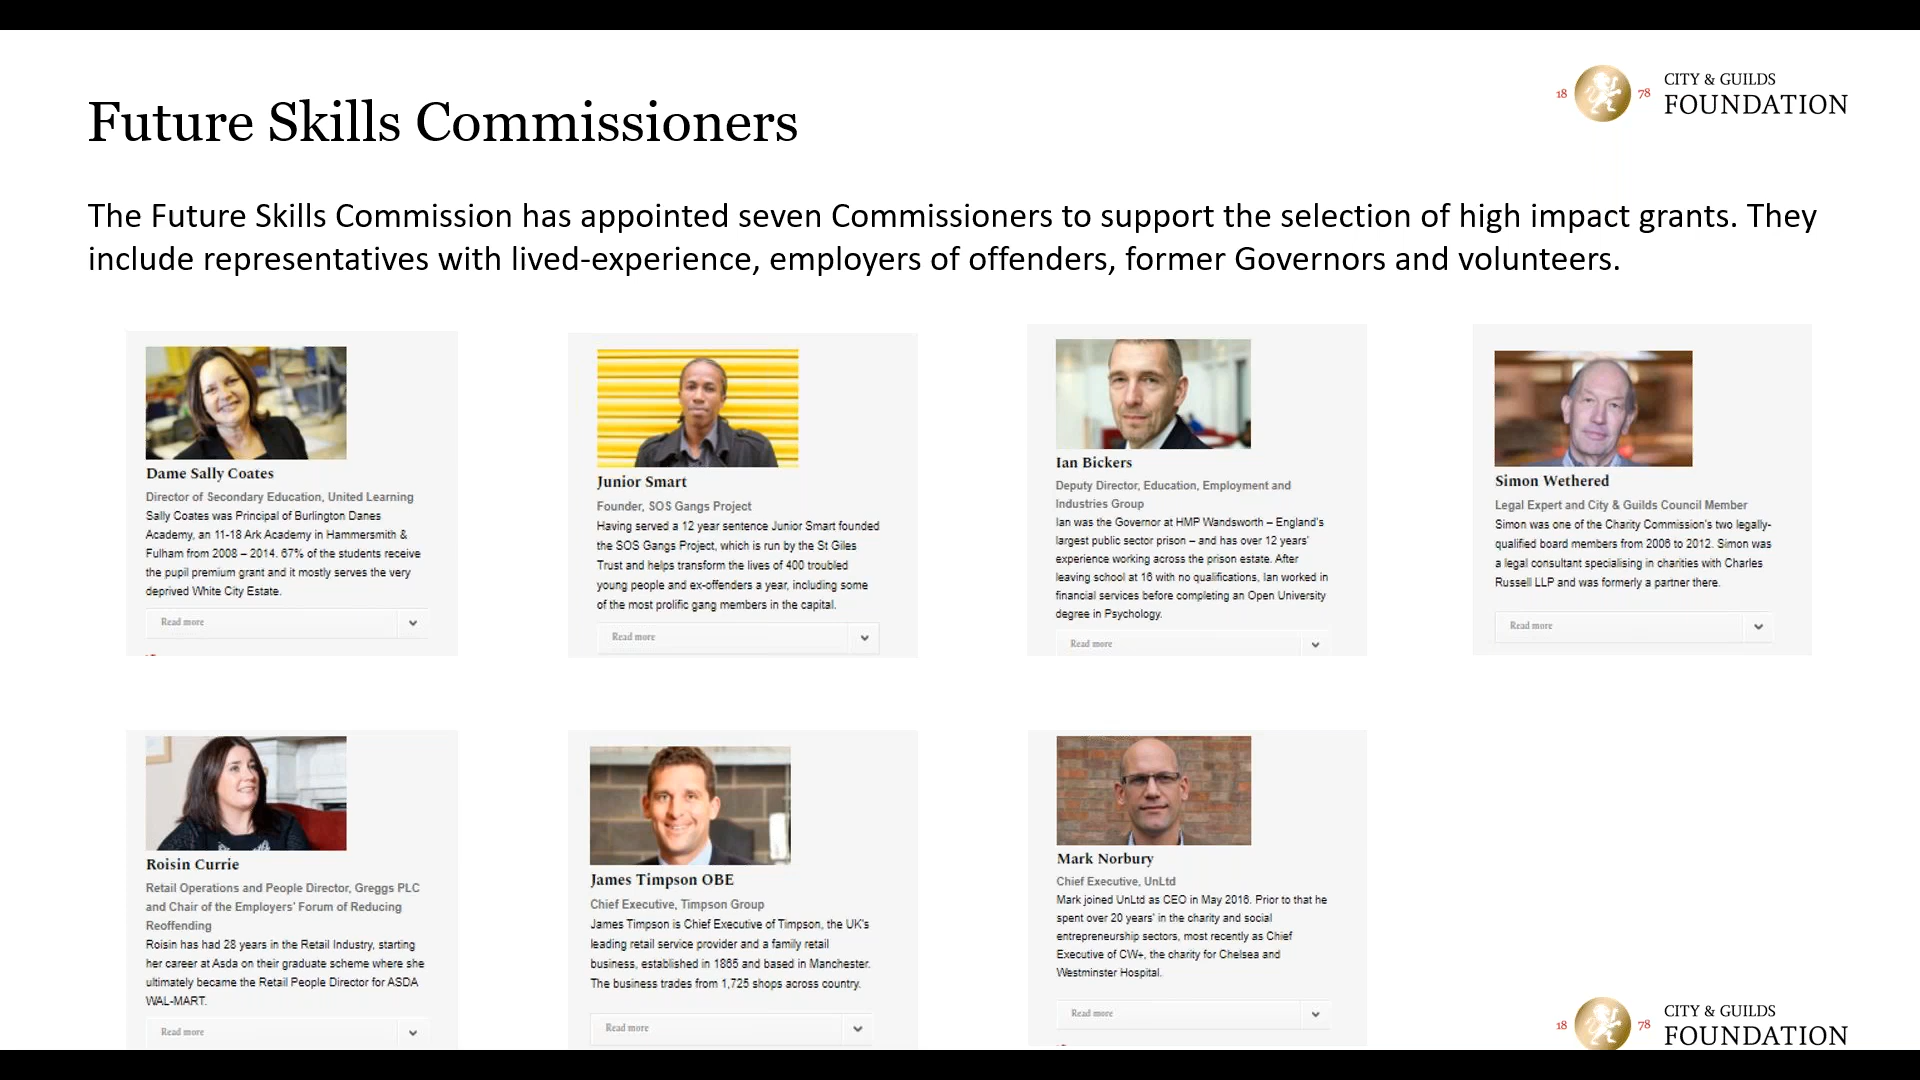 18 78 CITY & GUILDS
FOUNDATION
Future Skills Commissioners
The Future Skills Commission has appointed seven Commissioners to support the selection of high impact grants. They
include representatives with lived-experience, employers of offenders, former Governors and volunteers.
Dame Sally Coates
Director of Secondary Education, United Learning
Sally Coates was Principal of Burlington Danes
Academy, an 11-18 Ark Academy in Hammersmith &
Fulham from 2008 – 2014. 67% of the students receive
the pupil premium grant and it mostly serves the very
deprived White City Estate.
Read more
Junior Smart
Founder, SOS Gangs Project
Having served a 12 year sentence Junior Smart founded
the SOS Gangs Project, which is run by the St Giles
Trust and helps transform the lives of 400 troubled
young people and ex-offenders a year, including some
of the most prolific gang members in the capital.
Read more
Ian Bickers
Deputy Director, Education, Employment and
Industries Group
Ian was the Governor at HMP Wandsworth – England's
largest public sector prison – and has over 12 years'
experience working across the prison estate. After
leaving school at 16 with no qualifications, Ian worked in
financial services before completing an Open University
degree in Psychology.
Read more
Simon Wethered
Legal Expert and City & Guilds Council Member
Simon was one of the Charity Commission's two legally-
qualified board members from 2006 to 2012. Simon was
a legal consultant specialising in charities with Charles
Russell LLP and was formerly a partner there.
Read more
Roisin Currie
Retail Operations and People Director, Greggs PLC
and Chair of the Employers' Forum of Reducing
Reoffending
Roisin has had 28 years in the Retail Industry, starting
her career at Asda on their graduate scheme where she
ultimately became the Retail People Director for ASDA
WAL-MART.
Read more
James Timpson OBE
Chief Executive, Timpson Group
James Timpson is Chief Executive of Timpson, the UK's
leading retail service provider and a family retail
business, established in 1865 and based in Manchester.
The business trades from 1,725 shops across country.
Read more
Mark Norbury
Chief Executive, UnLtd
Mark joined UnLtd as CEO in May 2016. Prior to that he
spent over 20 years' in the charity and social
entrepreneurship sectors, most recently as Chief
Executive of CW+, the charity for Chelsea and
Westminster Hospital.
Read more
18 78 CITY & GUILDS
FOUNDATION